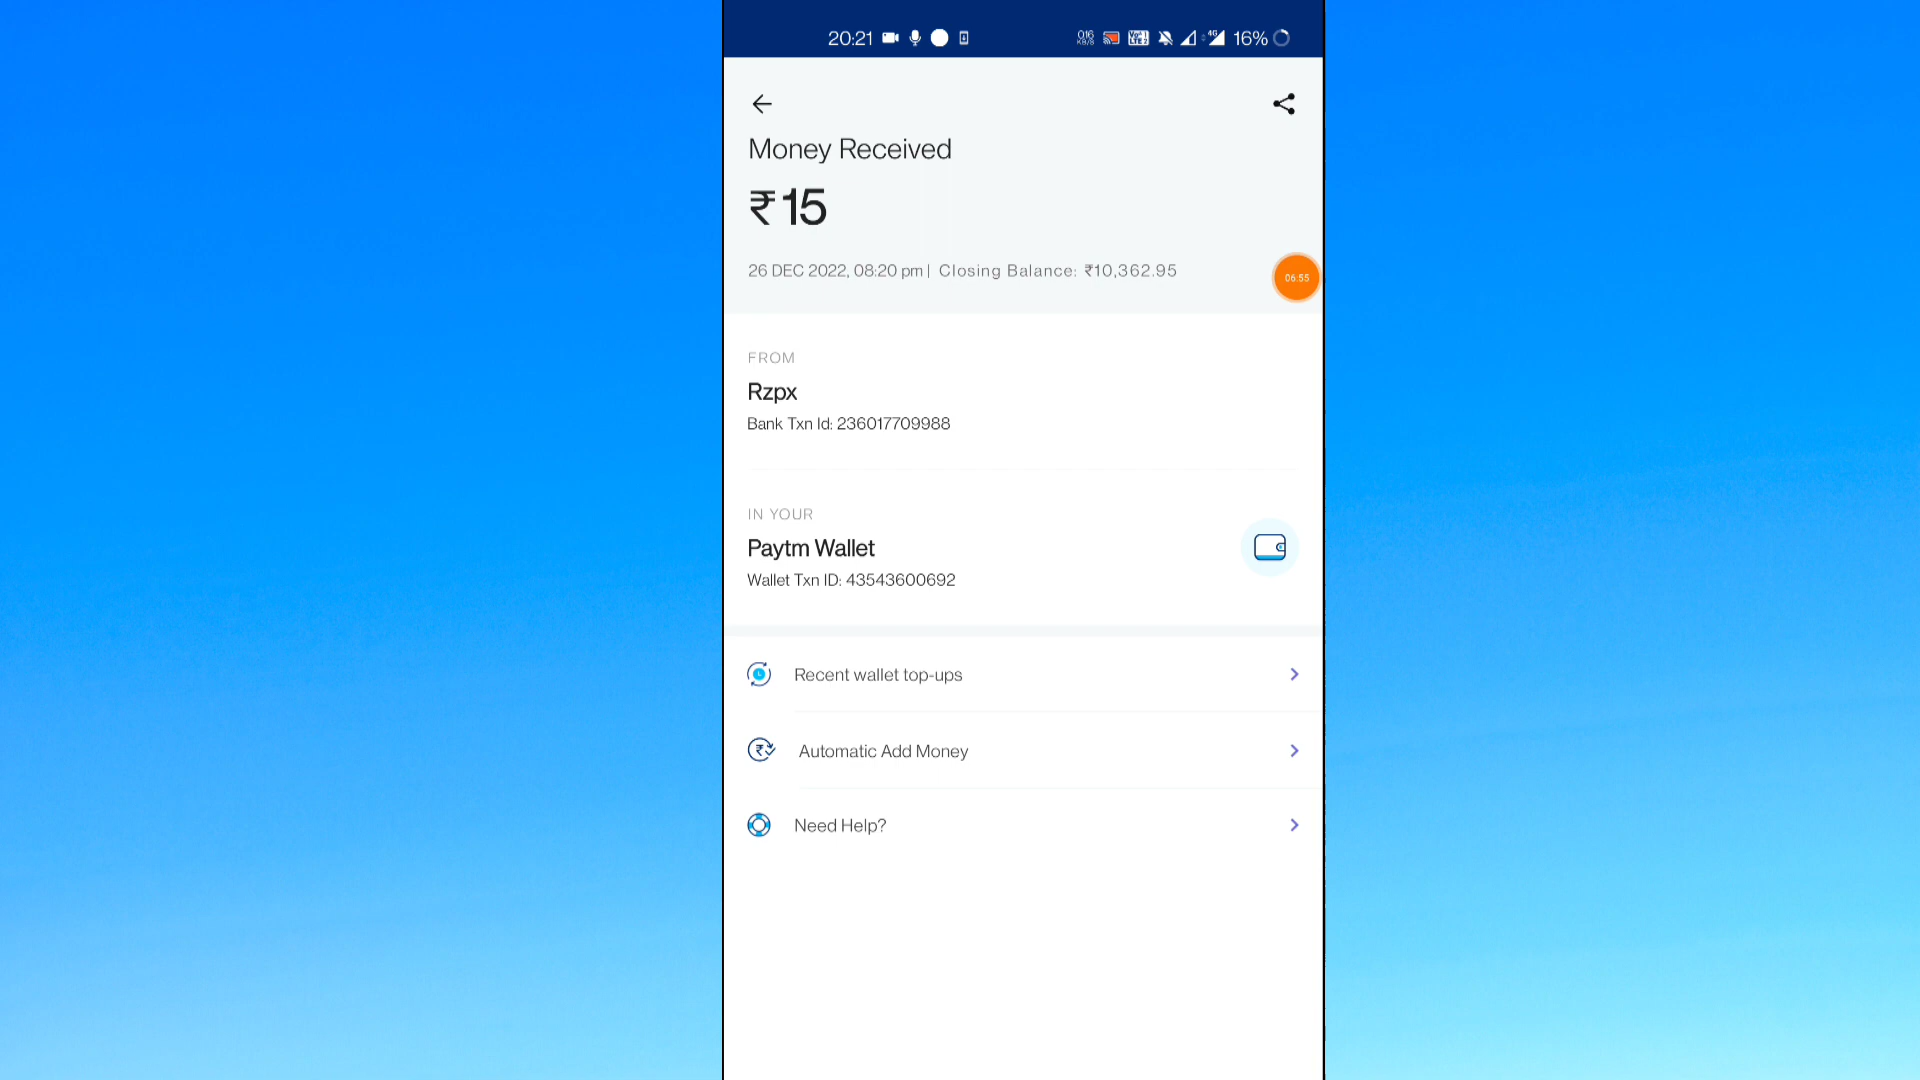 20:21 16%
Money Received
₹15
26 DEC 2022, 08:20 pm | Closing Balance: ₹10,362.95
06:55
FROM
Rzpx
Bank Txn Id: 236017709988
IN YOUR
Paytm Wallet
Wallet Txn ID: 43543600692
Recent wallet top-ups
Automatic Add Money
Need Help?